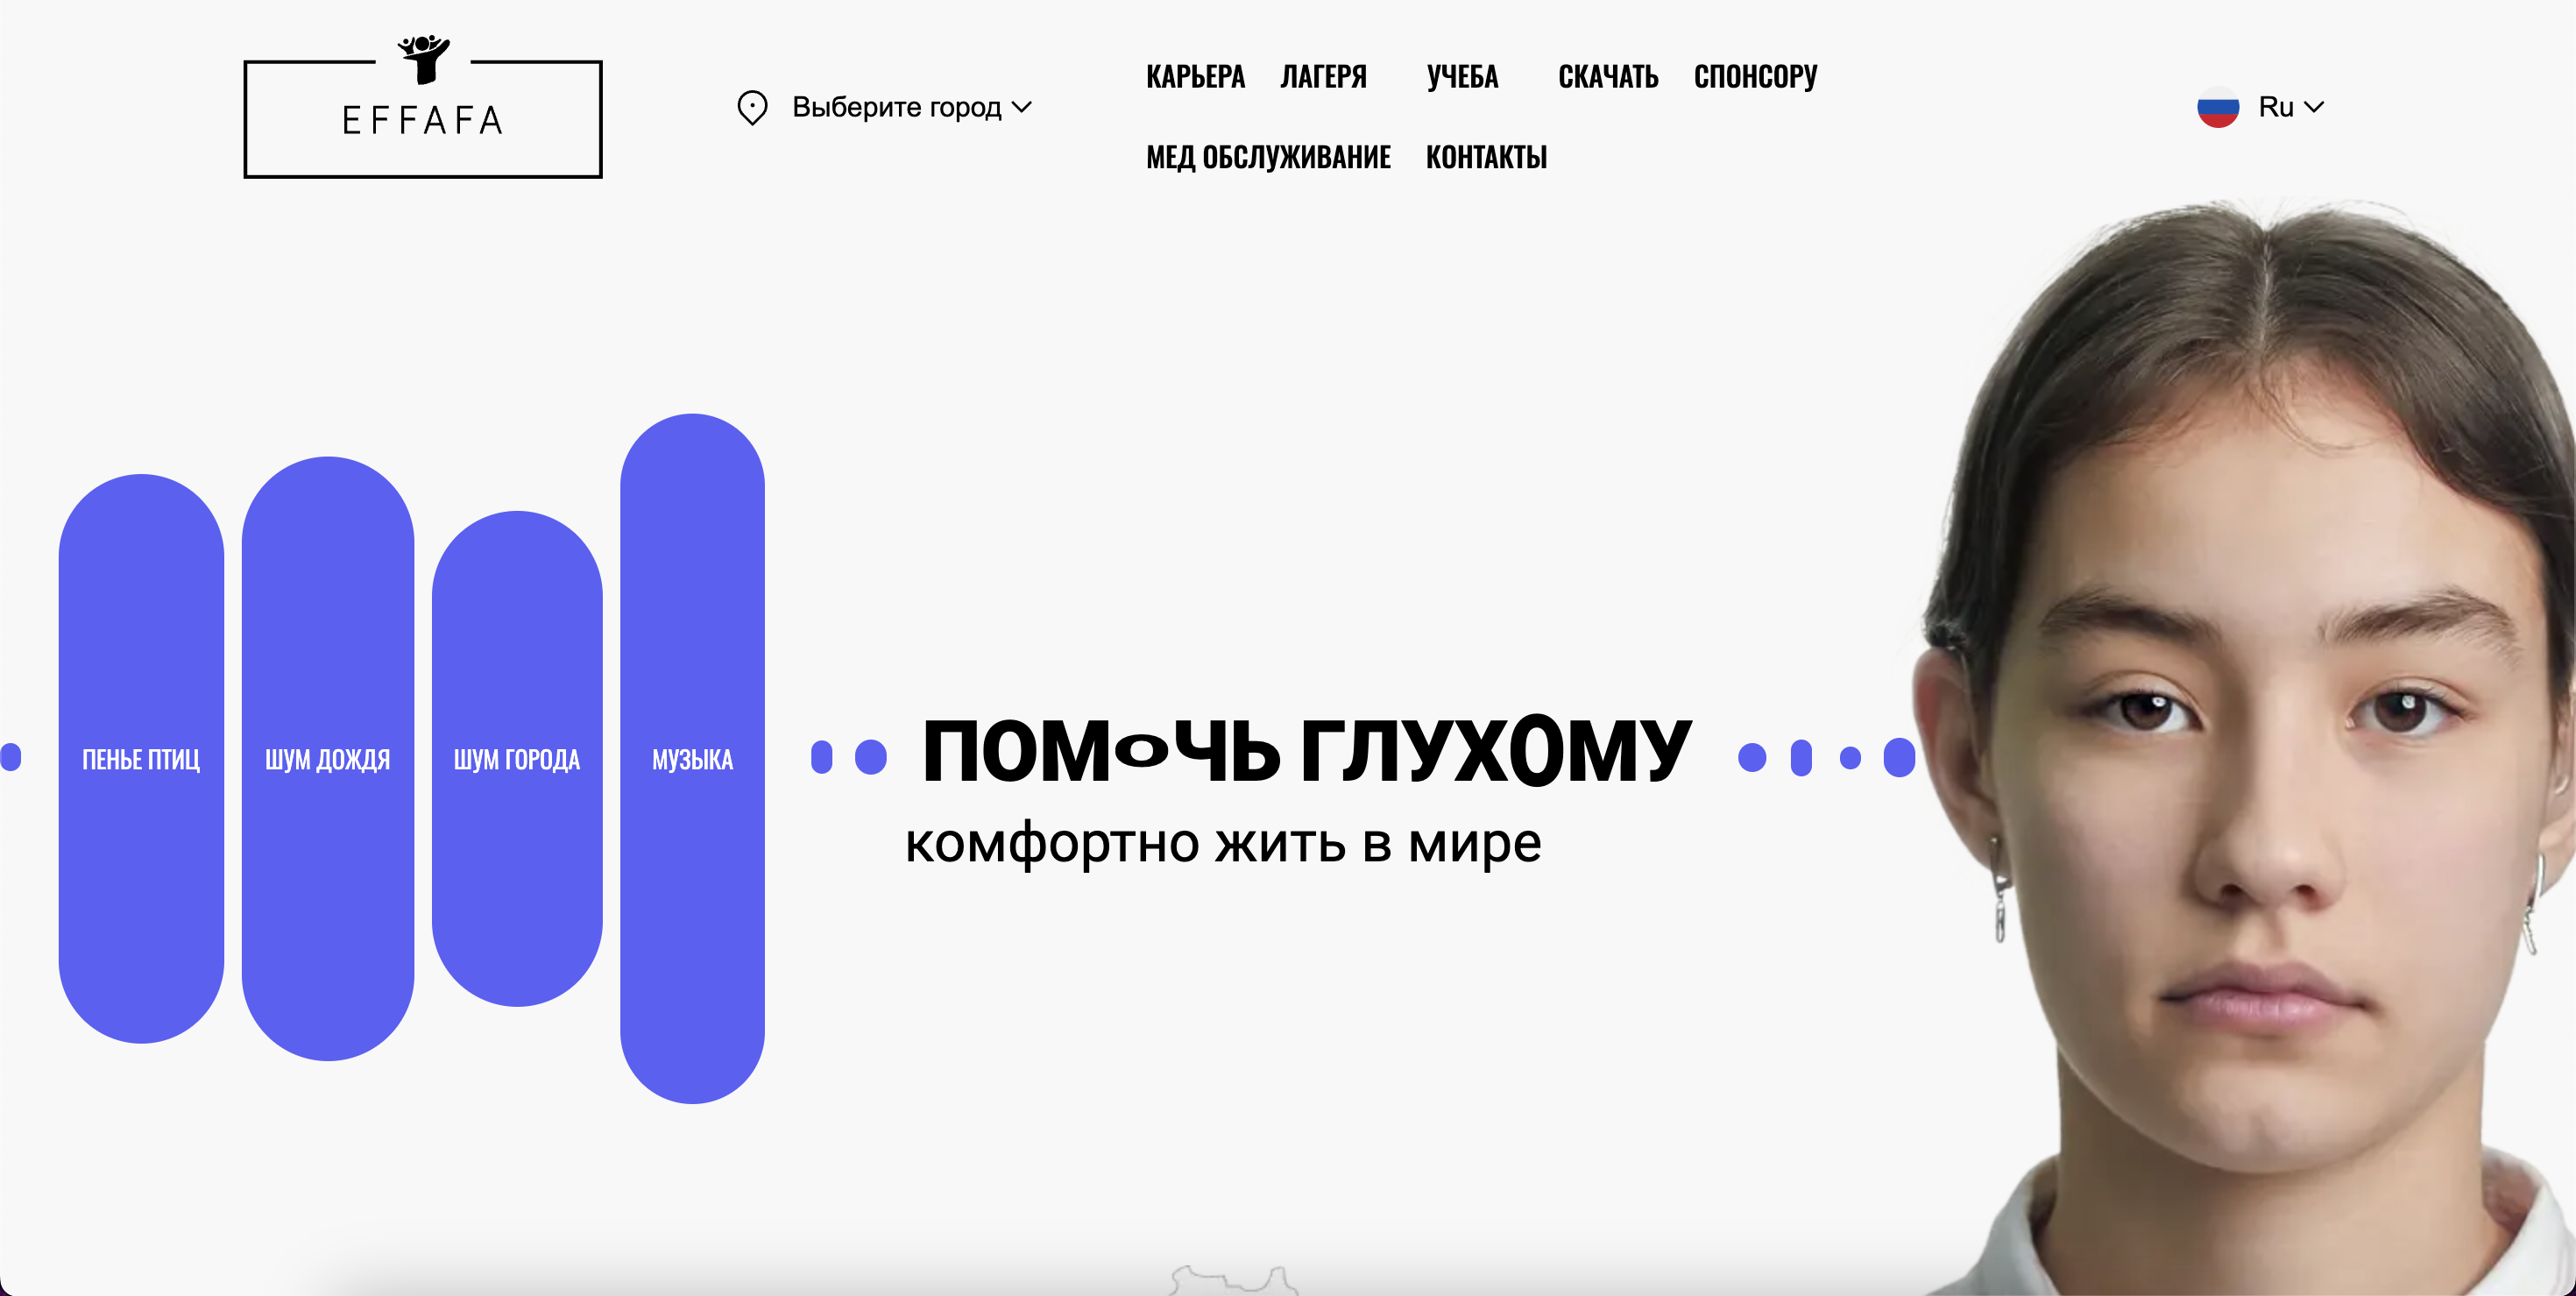 EFFAFA
Выберите город
КАРЬЕРА ЛАГЕРЯ УЧЕБА СКАЧАТЬ СПОНСОРУ
МЕД ОБСЛУЖИВАНИЕ КОНТАКТЫ
Ru
ПЕНЬЕ ПТИЦ
ШУМ ДОЖДЯ
ШУМ ГОРОДА
МУЗЫКА
ПОМОЧЬ ГЛУХОМУ
комфортно жить в мире